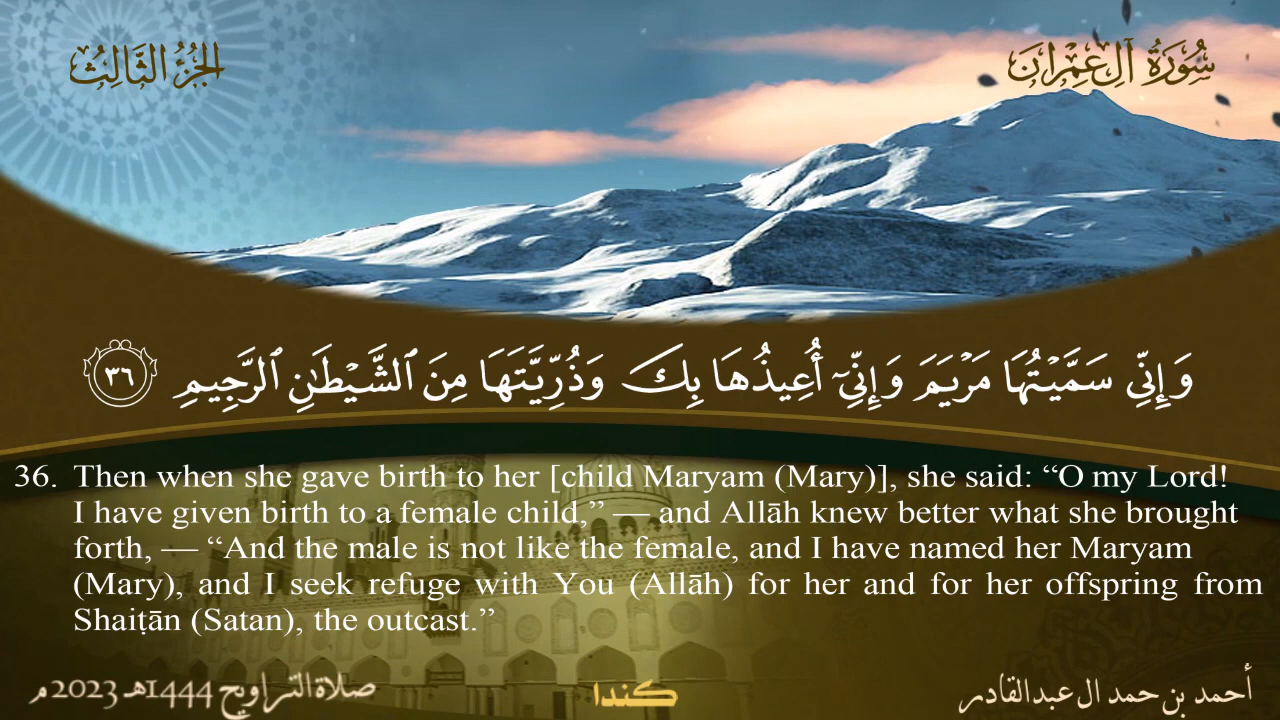 سُورَةُ آلِ عِمْرَانَ
الجُزْءُ الثَّالِثُ
وَإِنِّي سَمَّيْتُهَا مَرْيَمَ وَإِنِّيٓ أُعِيذُهَا بِكَ وَذُرِّيَّتَهَا مِنَ ٱلشَّيْطَٰنِ ٱلرَّجِيمِ ٣٦
36. Then when she gave birth to her [child Maryam (Mary)], she said: “O my Lord!
I have given birth to a female child,” — and Allāh knew better what she brought
forth, — “And the male is not like the female, and I have named her Maryam
(Mary), and I seek refuge with You (Allāh) for her and for her offspring from
Shaiṭān (Satan), the outcast.”
أحمد بن حمد ال عبدالقادر
كندا
صلاة التراويح 1444هـ 2023م